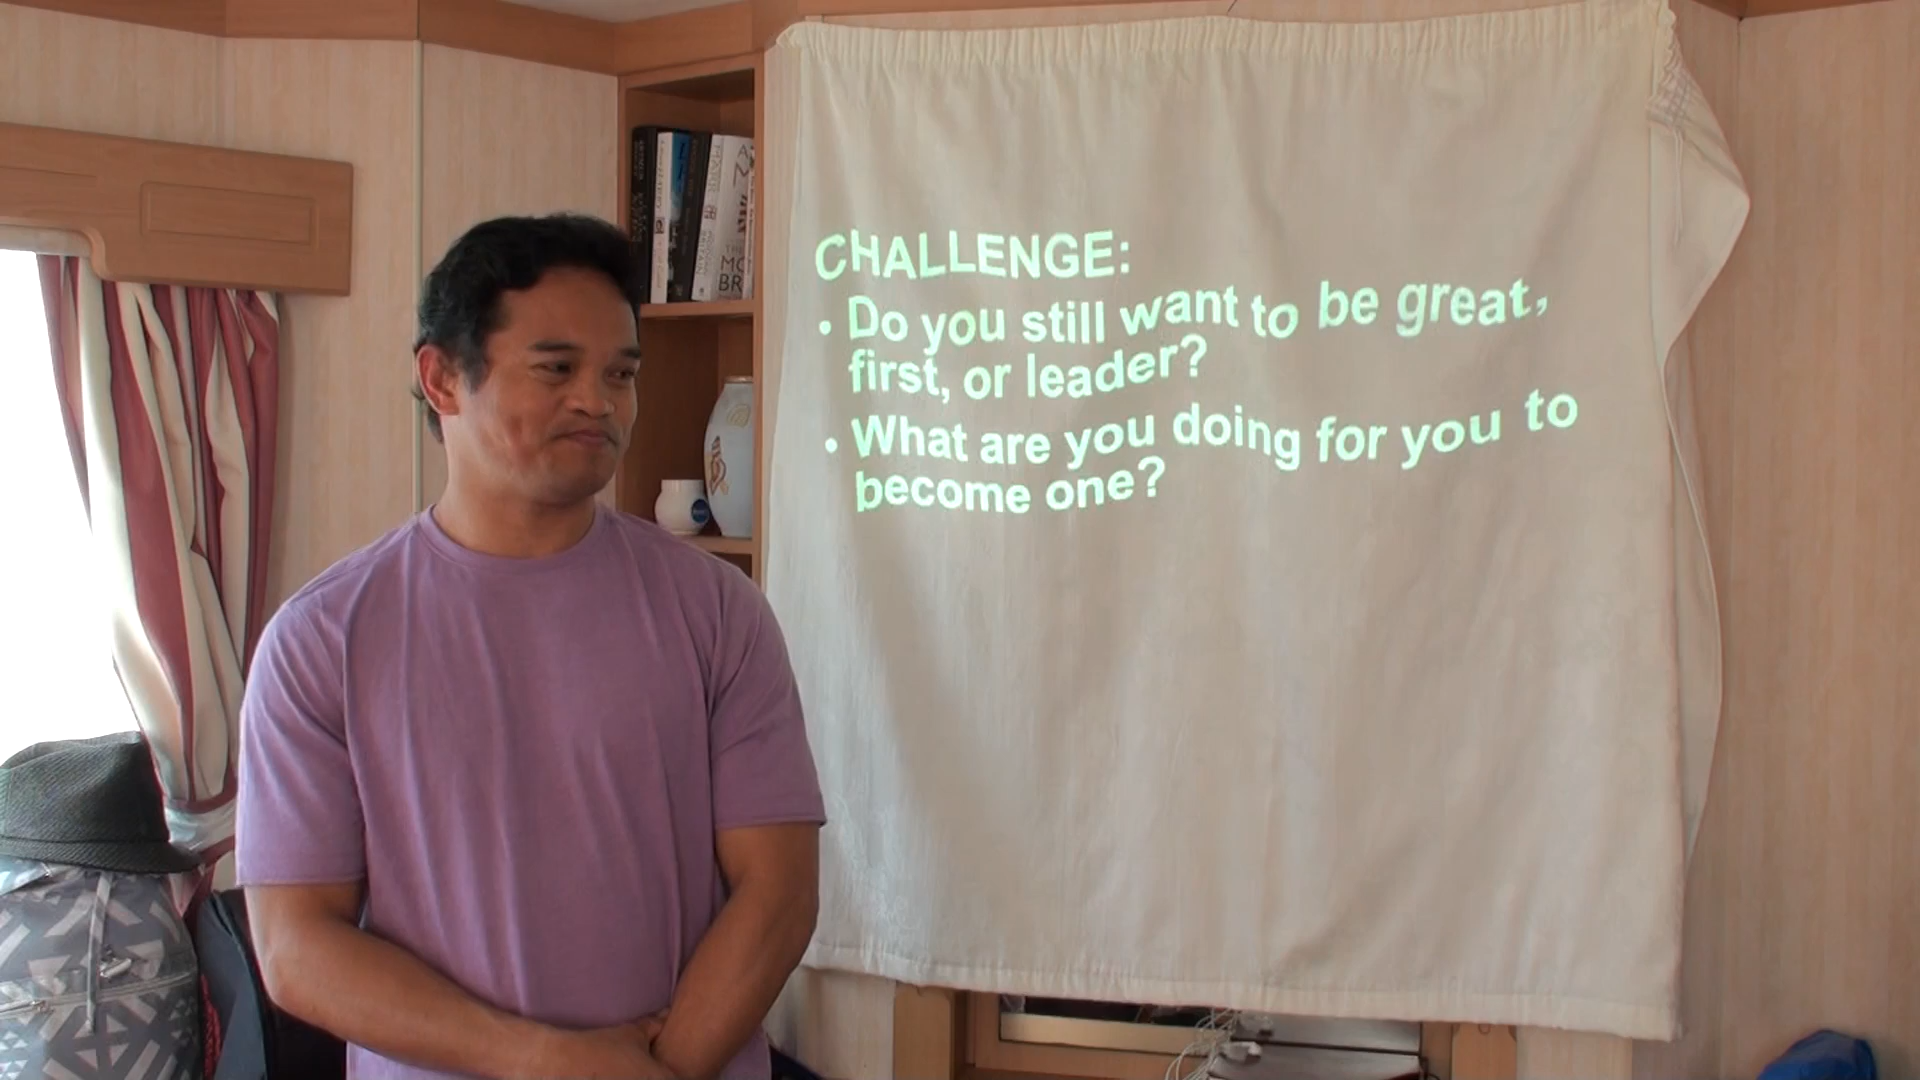 CHALLENGE:
• Do you still want to be great,
first, or leader?
• What are you doing for you to
become one?